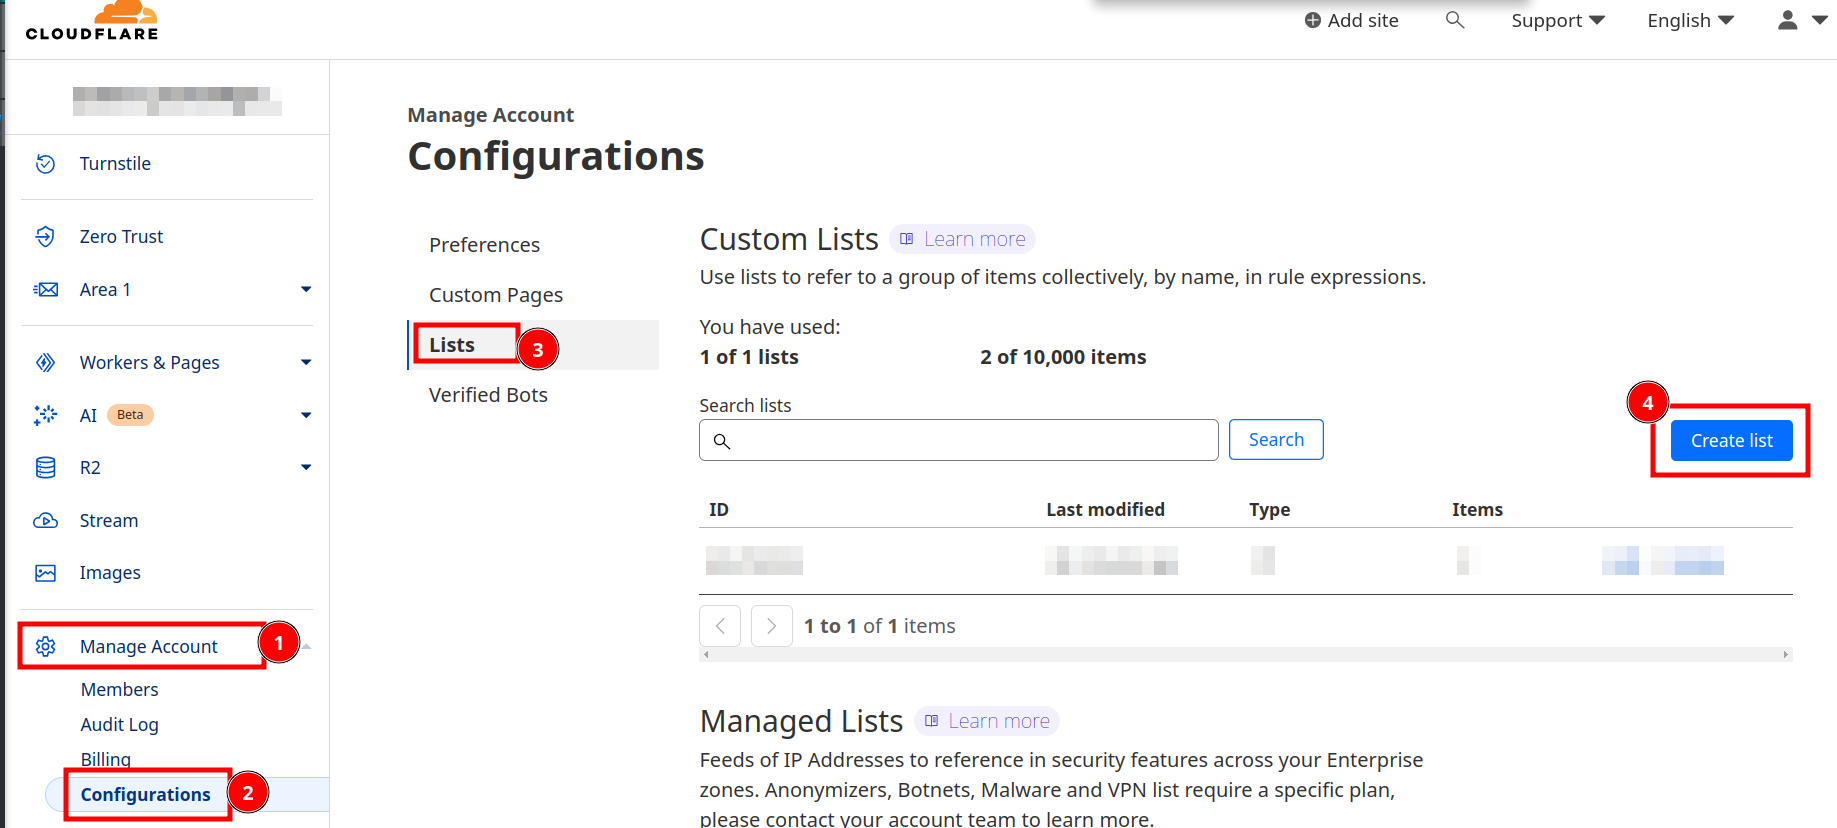 CLOUDFLARE
Add site
Support
English
Turnstile
Zero Trust
Area 1
Workers & Pages
AI Beta
R2
Stream
Images
Manage Account 1
Members
Audit Log
Billing
Configurations 2
Manage Account
Configurations
Preferences
Custom Pages
Lists 3
Verified Bots
Custom Lists Learn more
Use lists to refer to a group of items collectively, by name, in rule expressions.
You have used:
1 of 1 lists 2 of 10,000 items
Search lists
Search
4
Create list
ID Last modified Type Items
1 to 1 of 1 items
Managed Lists Learn more
Feeds of IP Addresses to reference in security features across your Enterprise
zones. Anonymizers, Botnets, Malware and VPN list require a specific plan,
please contact your account team to learn more.